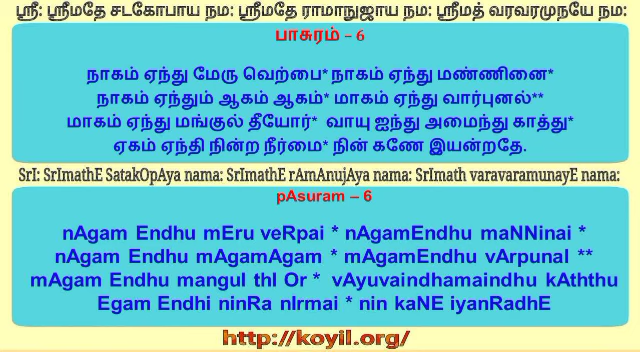 ஸ்ரீ: ஸ்ரீமதே சடகோபாய நம: ஸ்ரீமதே ராமாநுஜாய நம: ஸ்ரீமத் வரவரமுநயே நம:
பாசுரம் – 6
நாகம் ஏந்து மேரு வெற்பை* நாகம் ஏந்து மண்ணினை*
நாகம் ஏந்தும் ஆகம் ஆகம்* மாகம் ஏந்து வார்புனல்**
மாகம் ஏந்து மங்குல் தீயோர்* வாயு ஐந்து அமைந்து காத்து*
ஏகம் ஏந்தி நின்ற நீர்மை* நின் கணே இயன்றதே.
SrI: SrImathE SatakOpAya nama: SrImathE rAmAnujAya nama: SrImath varavaramunayE nama:
pAsuram – 6
nAgam Endhu mEru veRpai * nAgamEndhu maNNinai *
nAgam Endhu mAgamAgam * mAgamEndhu vArpunal **
mAgam Endhu mangul thI Or * vAyuvaindhamaindhu kAththu
Egam Endhi ninRa nIrmai * nin kaNE iyanRadhE
http://koyil.org/